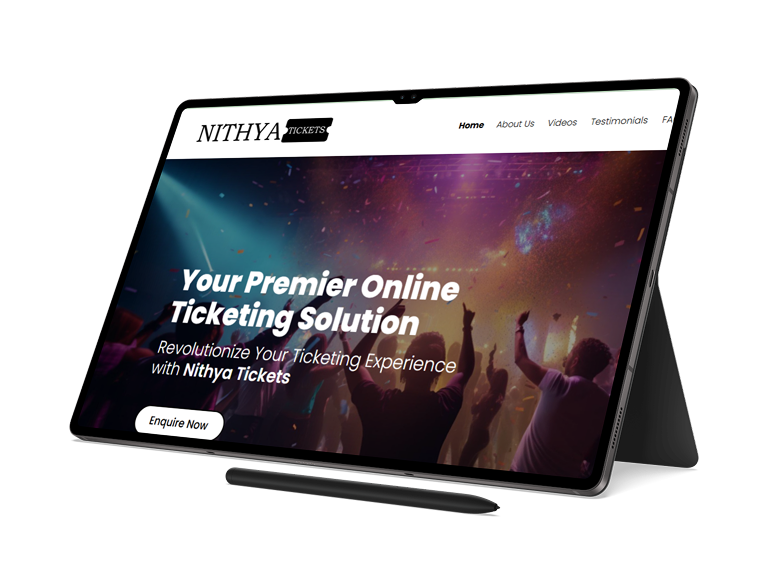 NITHYA TICKETS
Home About Us Videos Testimonials FA
Your Premier Online
Ticketing Solution
Revolutionize Your Ticketing Experience
with Nithya Tickets
Enquire Now